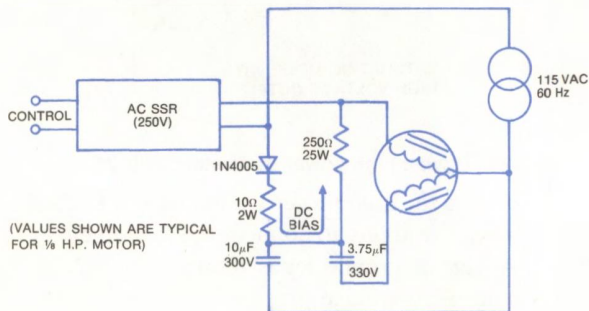 115 VAC
60 Hz
CONTROL
AC SSR
(250V)
250Ω
25W
1N4005
10Ω
2W
DC
BIAS
(VALUES SHOWN ARE TYPICAL
FOR ⅛ H.P. MOTOR)
10μF
300V
3.75μF
330V